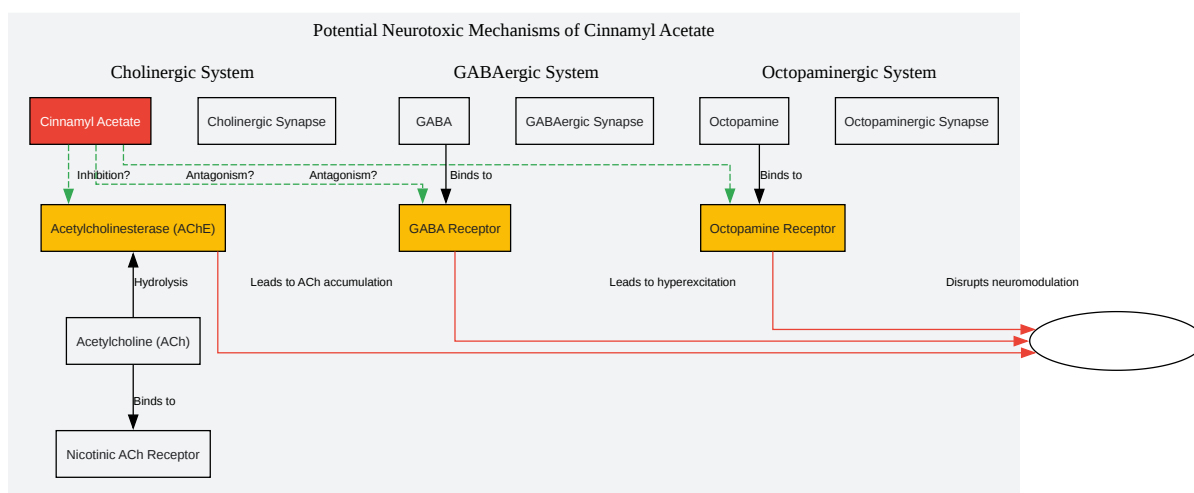 Potential Neurotoxic Mechanisms of Cinnamyl Acetate
Cholinergic System
GABAergic System
Octopaminergic System
Cinnamyl Acetate
Cholinergic Synapse
GABA
GABAergic Synapse
Octopamine
Octopaminergic Synapse
Inhibition?
Antagonism?
Antagonism?
Binds to
Binds to
Acetylcholinesterase (AChE)
GABA Receptor
Octopamine Receptor
Hydrolysis
Leads to ACh accumulation
Leads to hyperexcitation
Disrupts neuromodulation
Acetylcholine (ACh)
Binds to
Nicotinic ACh Receptor